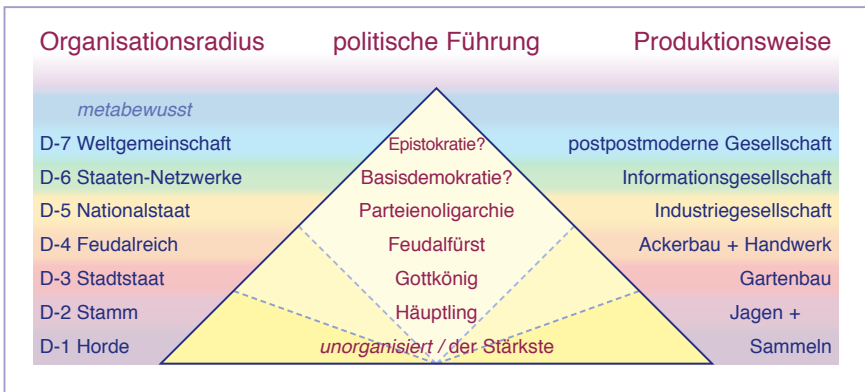 Organisationsradius politische Führung Produktionsweise
metabewusst
D-7 Weltgemeinschaft Epistokratie? postpostmoderne Gesellschaft
D-6 Staaten-Netzwerke Basisdemokratie? Informationsgesellschaft
D-5 Nationalstaat Parteienoligarchie Industriegesellschaft
D-4 Feudalreich Feudalfürst Ackerbau + Handwerk
D-3 Stadtstaat Gottkönig Gartenbau
D-2 Stamm Häuptling Jagen +
D-1 Horde unorganisiert / der Stärkste Sammeln